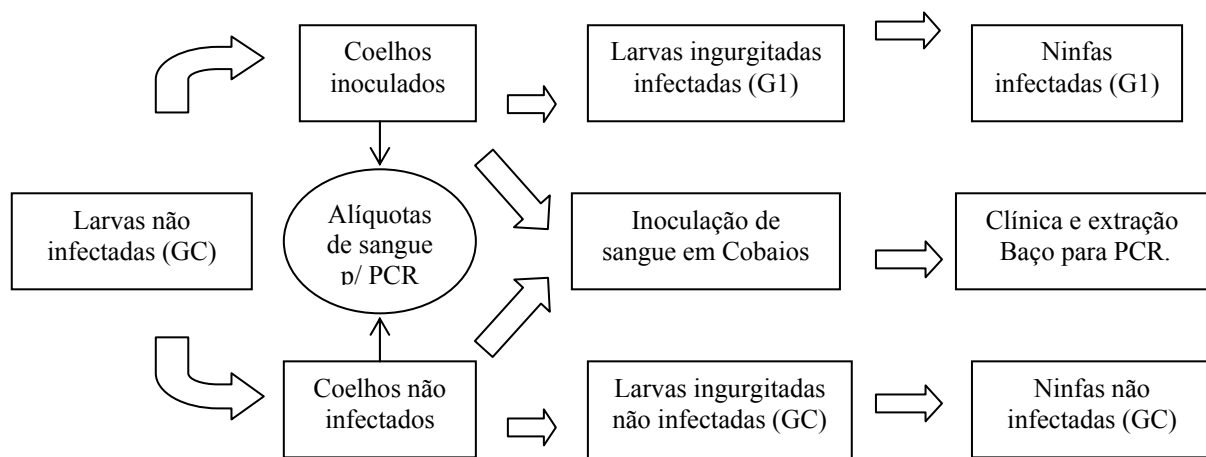 Coelhos
inoculados
Larvas ingurgitadas
infectadas (G1)
Ninfas
infectadas (G1)
Larvas não
infectadas (GC)
Alíquotas
de sangue
p/ PCR
Inoculação de
sangue em Cobaios
Clínica e extração
Baço para PCR.
Coelhos não
infectados
Larvas ingurgitadas
não infectadas (GC)
Ninfas não
infectadas (GC)